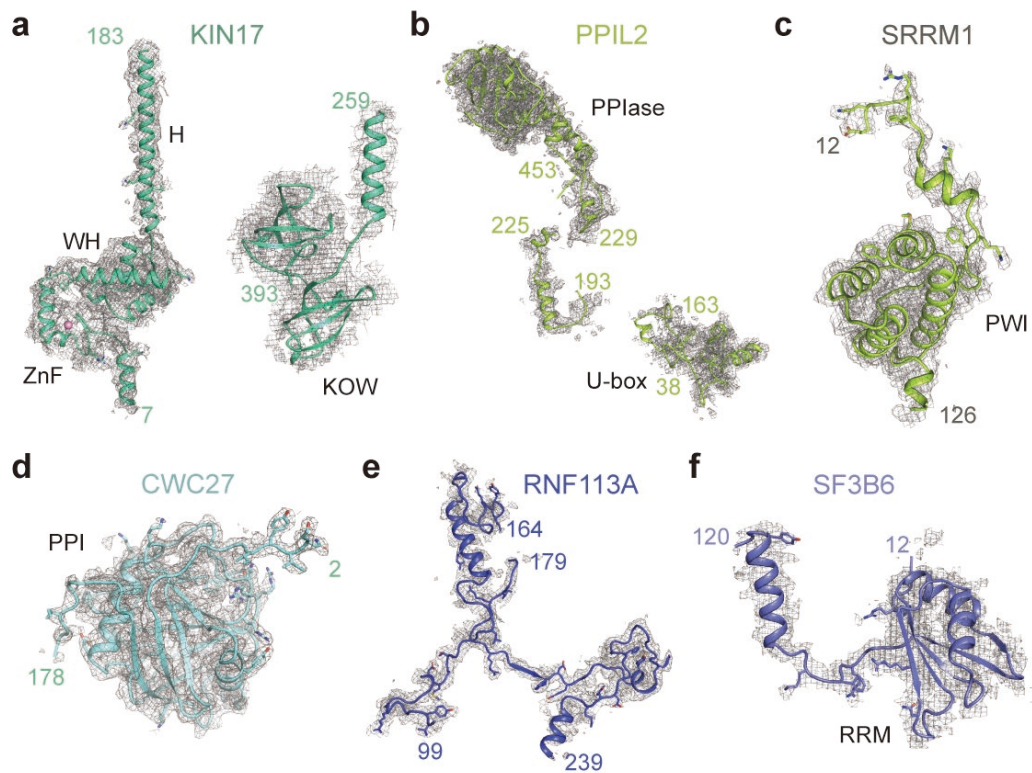 a
KIN17
183
H
WH
ZnF
7
259
393
KOW
b
PPIL2
PPIase
453
225
229
193
163
U-box
38
c
SRRM1
12
PWI
126
d
CWC27
PPI
2
178
e
RNF113A
164
179
99
239
f
SF3B6
120
12
RRM